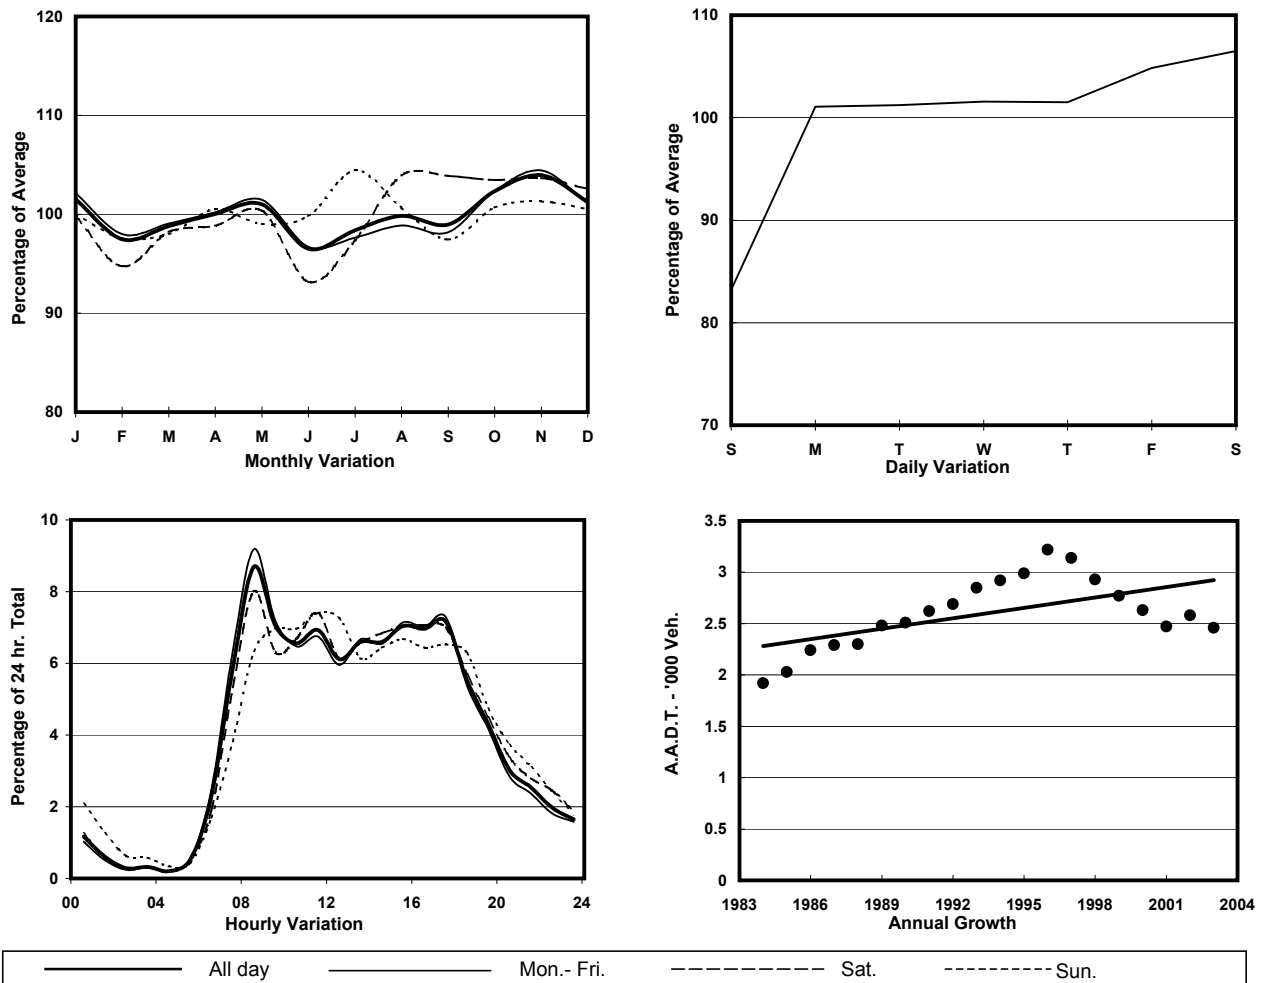 120
110
100
90
80
Percentage of Average
J F M A M J J A S O N D
Monthly Variation
110
100
90
80
70
Percentage of Average
S M T W T F S
Daily Variation
10
8
6
4
2
0
Percentage of 24 hr. Total
00 04 08 12 16 20 24
Hourly Variation
3.5
3
2.5
2
1.5
1
0.5
0
A.A.D.T. - '000 Veh.
1983 1986 1989 1992 1995 1998 2001 2004
Annual Growth
All day Mon.- Fri. Sat. Sun.